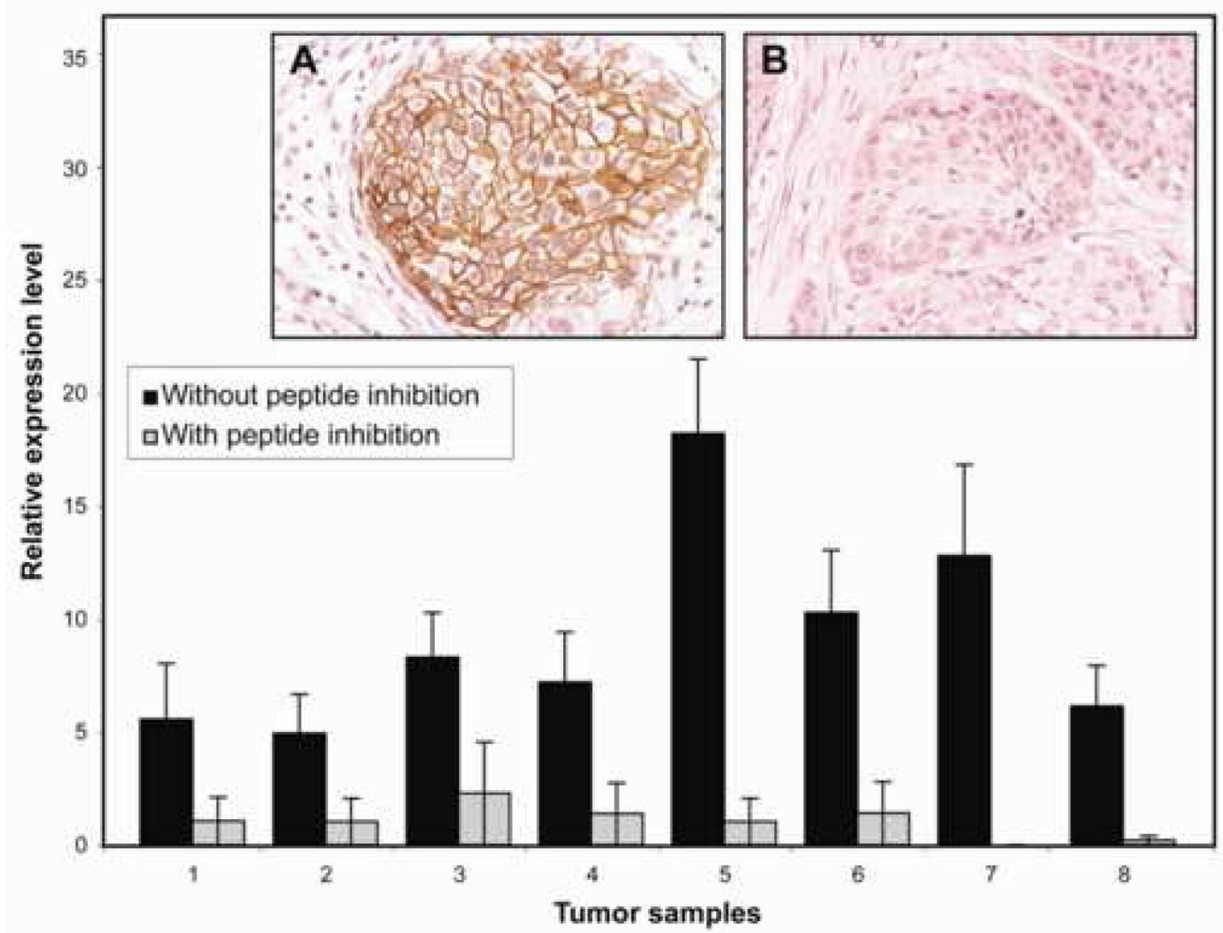 A
B
35
30
25
20
15
10
5
0
Relative expression level
Without peptide inhibition
With peptide inhibition
1 2 3 4 5 6 7 8
Tumor samples